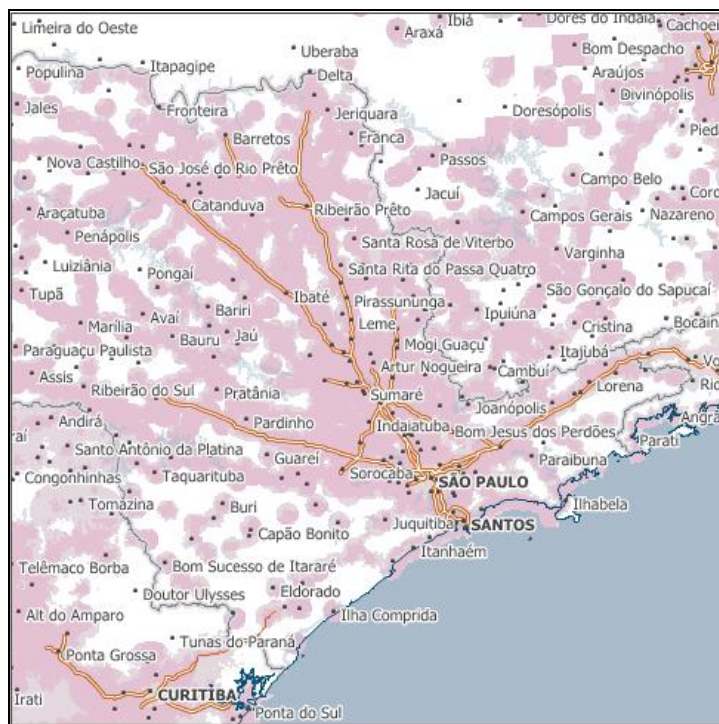 Limeira do Oeste
Araxá
Ibiá
Dores do Indaiá
Cachoei
Uberaba
Bom Despacho
Populina
Itapagipe
Delta
Araújos
Divinópolis
Jales
Fronteira
Jeriquara
Doresópolis
Barretos
Franca
Pieda
Nova Castilho
São José do Rio Prêto
Passos
Campo Belo
Jacuí
Coro
Araçatuba
Catanduva
Ribeirão Prêto
Campos Gerais
Nazareno
Penápolis
Santa Rosa de Viterbo
Varginha
Luiziânia
Pongaí
Santa Rita do Passa Quatro
Tupã
Ibaté
Pirassununga
São Gonçalo do Sapucaí
Bariri
Ipuiúna
Avaí
Marília
Leme
Cristina
Bocain
Bauru
Jaú
Mogi Guaçu
Paraguaçu Paulista
Itajubá
Artur Nogueira
Cambuí
Vo
Assis
Ribeirão do Sul
Pratânia
Sumaré
Lorena
Rio
Joanópolis
Andirá
Pardinho
Indaiatuba
Bom Jesus dos Perdões
Angra
raí
Parati
Santo Antônio da Platina
Guareí
Paraibuna
Congonhinhas
Taquarituba
Sorocaba
SÃO PAULO
Tomázina
Buri
Ilhabela
Juquitiba
SANTOS
Capão Bonito
Itanhaém
Telêmaco Borba
Bom Sucesso de Itararé
Doutor Ulysses
Eldorado
Alt do Amparo
Ilha Comprida
Tunas do Paraná
Ponta Grossa
Irati
CURITIBA
Ponta do Sul